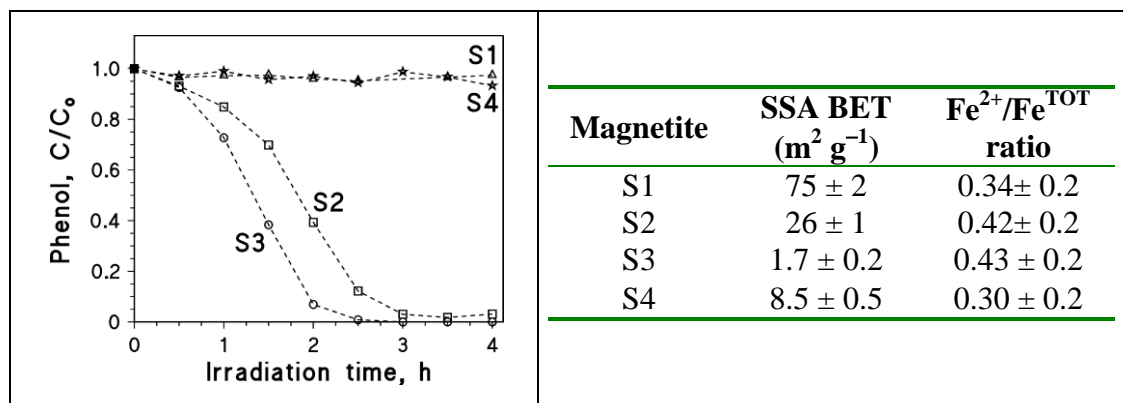 Phenol, C/C₀
1.0
0.8
0.6
0.4
0.2
0
S1
S4
S2
S3
0 1 2 3 4
Irradiation time, h
Magnetite SSA BET (m² g⁻¹) Fe²⁺/Feᵀᴼᵀ ratio
S1 75 ± 2 0.34± 0.2
S2 26 ± 1 0.42± 0.2
S3 1.7 ± 0.2 0.43 ± 0.2
S4 8.5 ± 0.5 0.30 ± 0.2